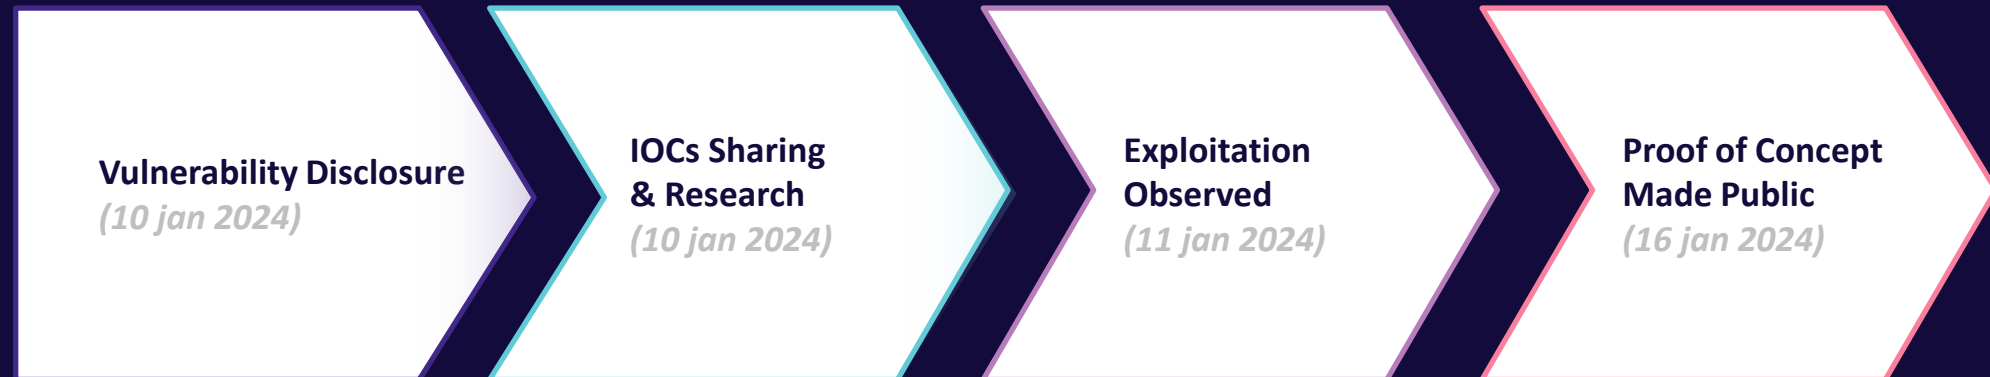 Vulnerability Disclosure
(10 jan 2024)
IOCs Sharing
& Research
(10 jan 2024)
Exploitation
Observed
(11 jan 2024)
Proof of Concept
Made Public
(16 jan 2024)